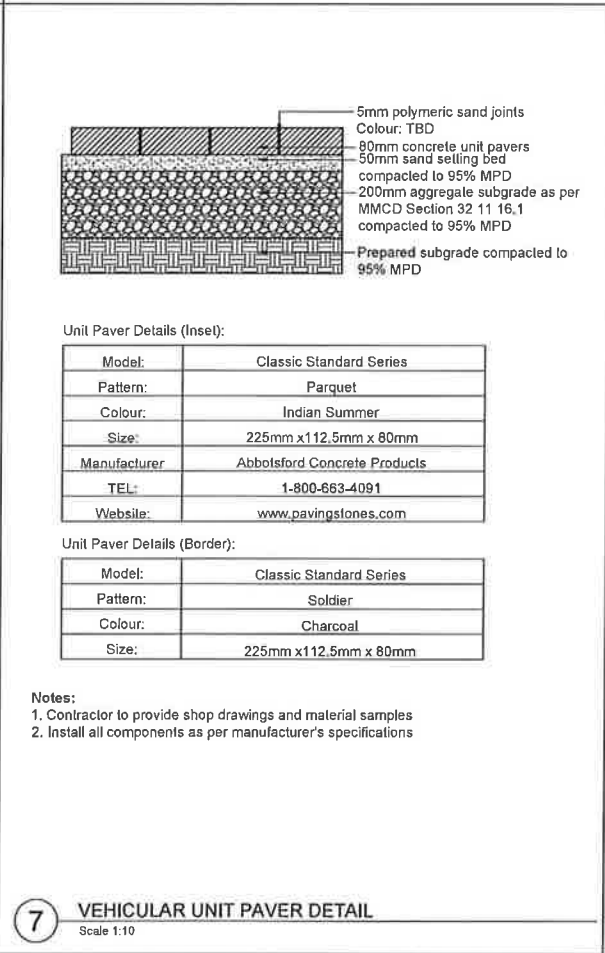 5mm polymeric sand joints
Colour: TBD
80mm concrete unit pavers
50mm sand setting bed
compacted to 95% MPD
200mm aggregate subgrade as per
MMCD Section 32 11 16.1
compacted to 95% MPD
Prepared subgrade compacted to
95% MPD
Unit Paver Details (Inset):
Model: Classic Standard Series
Pattern: Parquet
Colour: Indian Summer
Size: 225mm x112.5mm x 80mm
Manufacturer Abbotsford Concrete Products
TEL: 1-800-663-4091
Website: www.pavingstones.com
Unit Paver Details (Border):
Model: Classic Standard Series
Pattern: Soldier
Colour: Charcoal
Size: 225mm x112.5mm x 80mm
Notes:
1. Contractor to provide shop drawings and material samples
2. Install all components as per manufacturer's specifications
7 VEHICULAR UNIT PAVER DETAIL
Scale 1:10